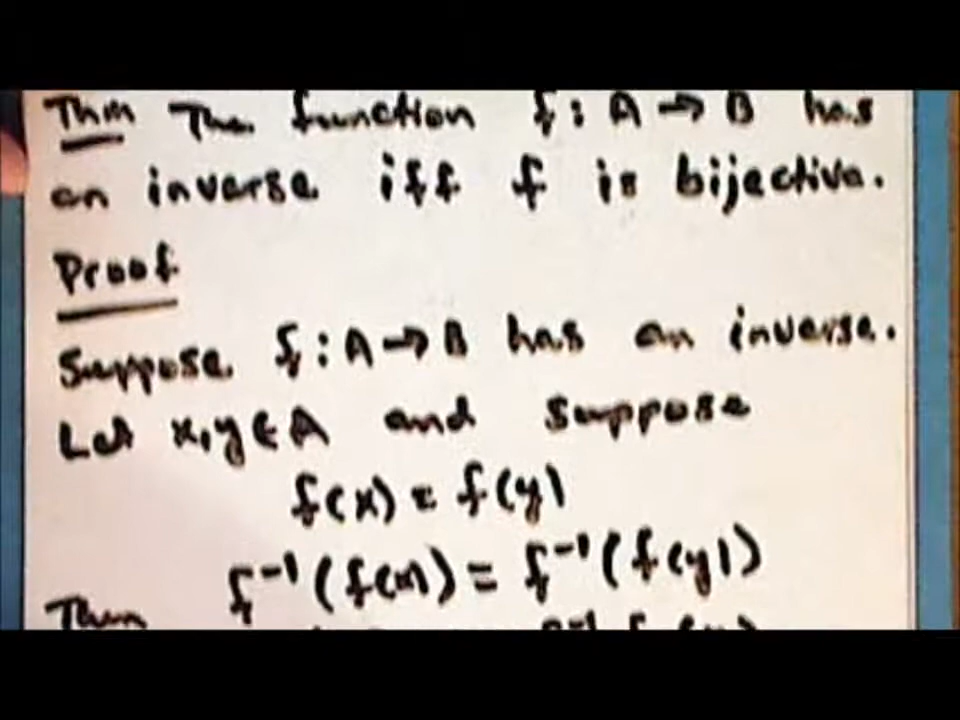 Thm The function f : A → B has
an inverse iff f is bijective.
Proof
Suppose f : A → B has an inverse.
Let x,y ∈ A and suppose
f(x) = f(y)
f⁻¹(f(x)) = f⁻¹(f(y))
Then